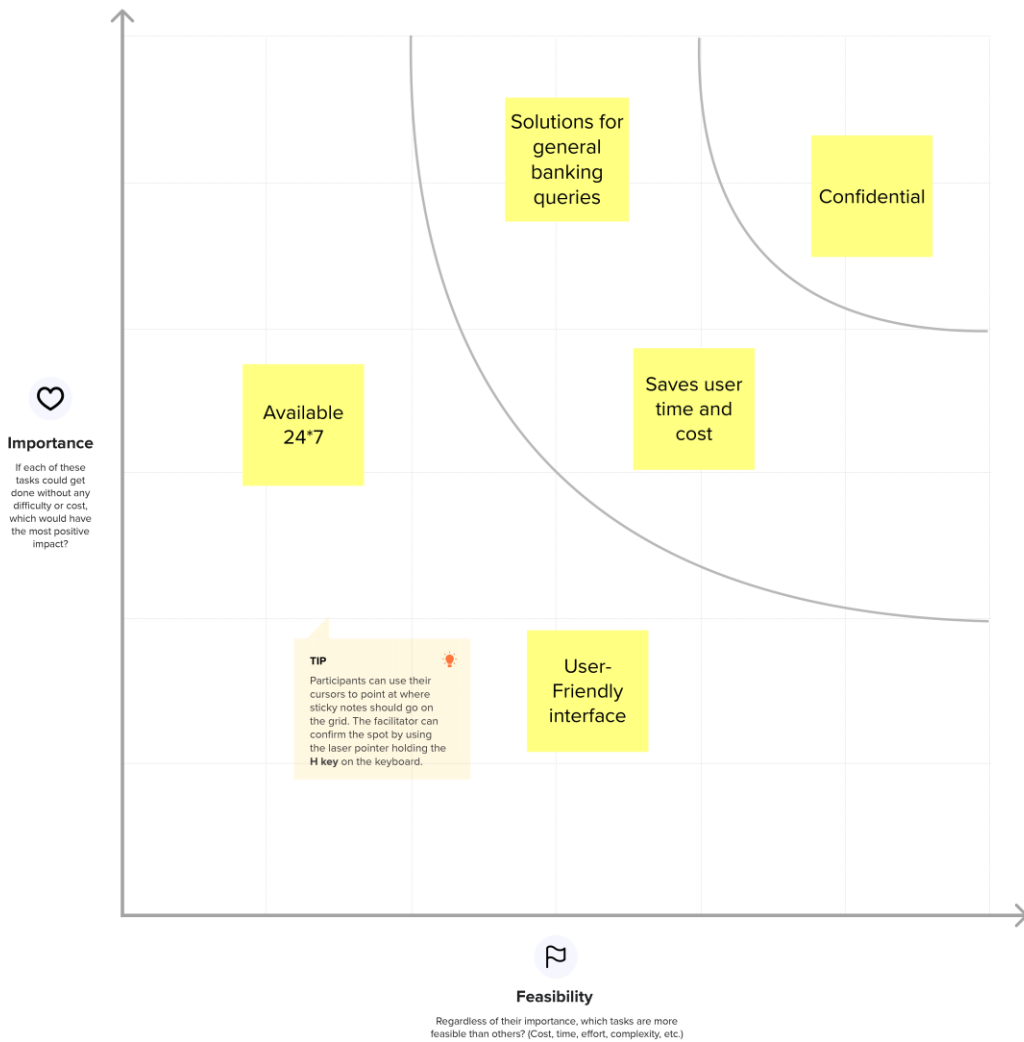 Solutions for
general
banking
queries
Confidential
Available
24*7
Saves user
time and
cost
Importance
If each of these
tasks could get
done without any
difficulty or cost,
which would have
the most positive
impact?
TIP
Participants can use their
cursors to point at where
sticky notes should go on
the grid. The facilitator can
confirm the spot by using
the laser pointer holding the
H key on the keyboard.
User-
Friendly
interface
Feasibility
Regardless of their importance, which tasks are more
feasible than others? (Cost, time, effort, complexity, etc.)